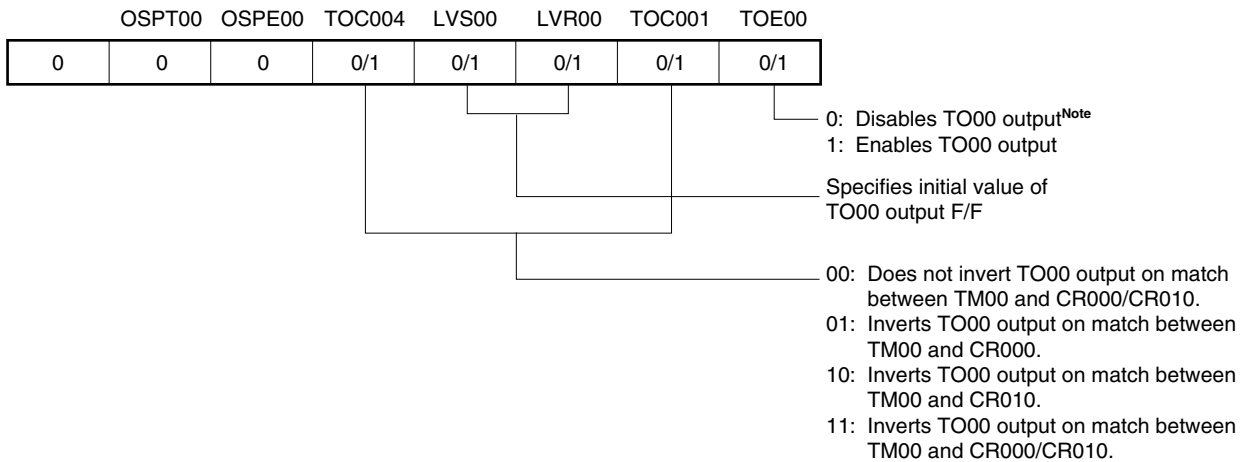 OSPT00 OSPE00 TOC004 LVS00 LVR00 TOC001 TOE00
0 0 0 0/1 0/1 0/1 0/1 0/1
0: Disables TO00 outputNote
1: Enables TO00 output
Specifies initial value of
TO00 output F/F
00: Does not invert TO00 output on match
between TM00 and CR000/CR010.
01: Inverts TO00 output on match between
TM00 and CR000.
10: Inverts TO00 output on match between
TM00 and CR010.
11: Inverts TO00 output on match between
TM00 and CR000/CR010.